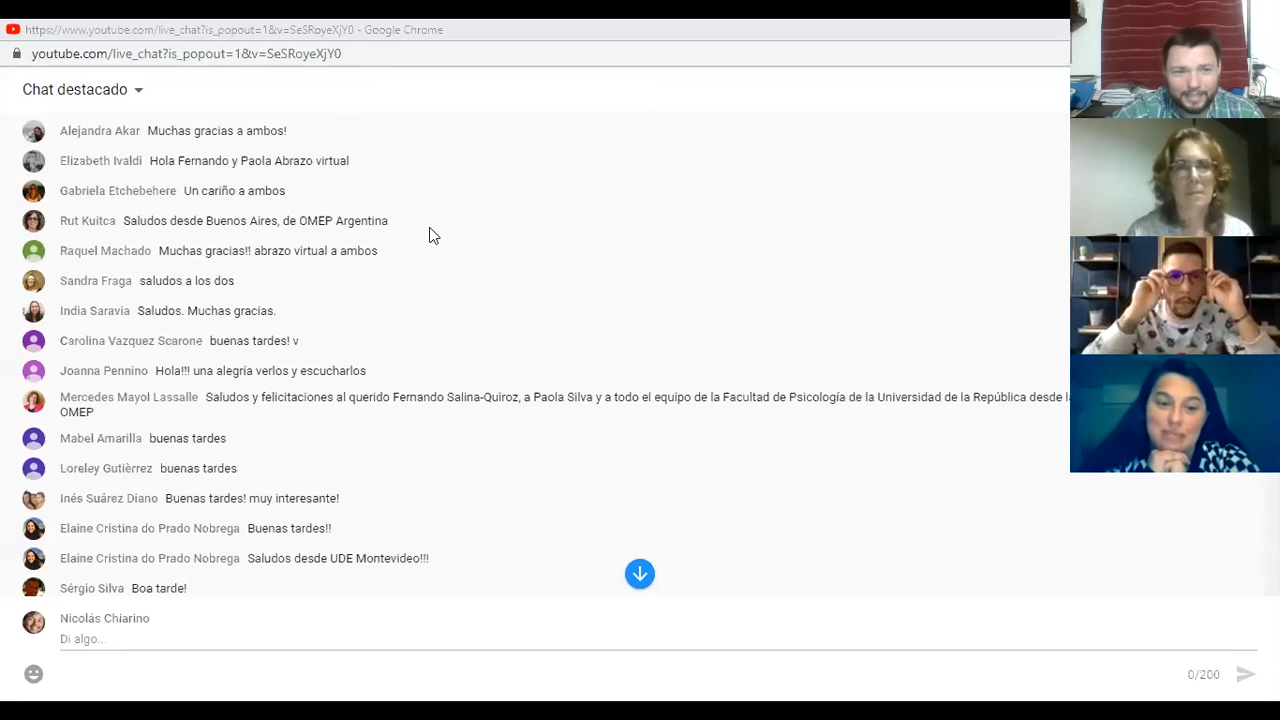 https://www.youtube.com/live_chat?is_popout=1&v=SeSRoyeXjY0 - Google Chrome
youtube.com/live_chat?is_popout=1&v=SeSRoyeXjY0
Chat destacado
Alejandra Akar Muchas gracias a ambos!
Elizabeth Ivaldi Hola Fernando y Paola Abrazo virtual
Gabriela Etchebehere Un cariño a ambos
Rut Kuitca Saludos desde Buenos Aires, de OMEP Argentina
Raquel Machado Muchas gracias!! abrazo virtual a ambos
Sandra Fraga saludos a los dos
India Saravia Saludos. Muchas gracias.
Carolina Vazquez Scarone buenas tardes! v
Joanna Pennino Hola!!! una alegría verlos y escucharlos
Mercedes Mayol Lassalle Saludos y felicitaciones al querido Fernando Salina-Quiroz, a Paola Silva y a todo el equipo de la Facultad de Psicología de la Universidad de la República desde
OMEP
Mabel Amarilla buenas tardes
Loreley Gutièrrez buenas tardes
Inés Suárez Diano Buenas tardes! muy interesante!
Elaine Cristina do Prado Nobrega Buenas tardes!!
Elaine Cristina do Prado Nobrega Saludos desde UDE Montevideo!!!
Sérgio Silva Boa tarde!
Nicolás Chiarino
Di algo...
0/200